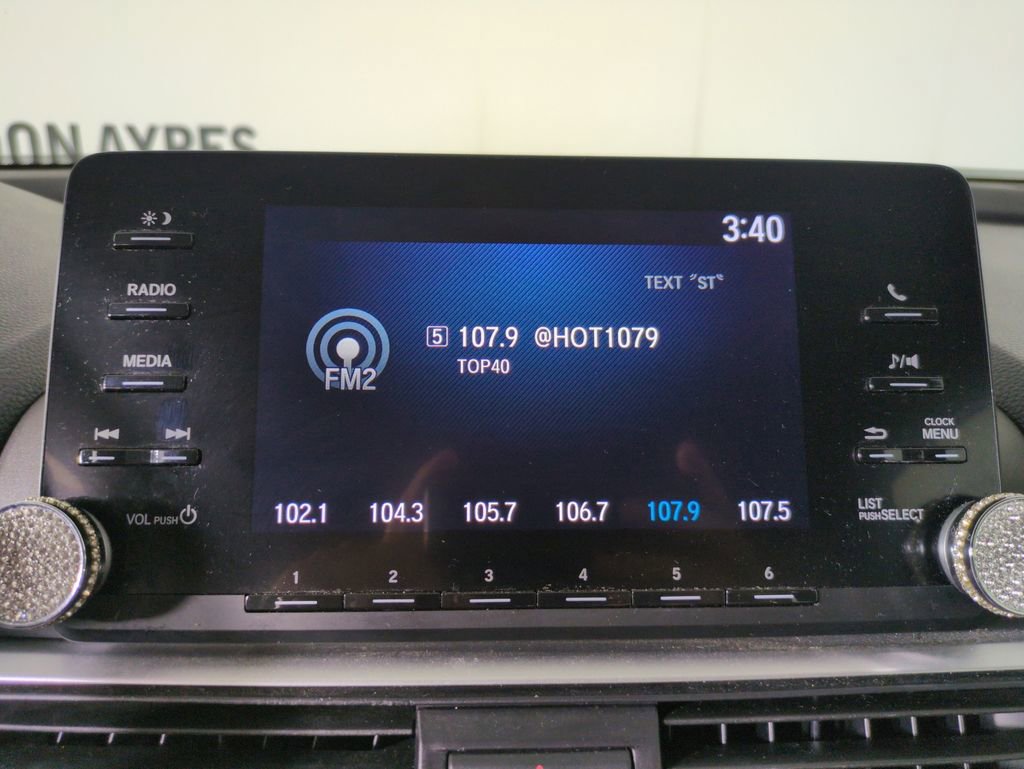 DON AYRES
3:40
RADIO
TEXT "ST"
5 107.9 @HOT1079
MEDIA
TOP40
FM2
CLOCK
MENU
VOL PUSH
LIST
PUSH SELECT
102.1 104.3 105.7 106.7 107.9 107.5
1 2 3 4 5 6